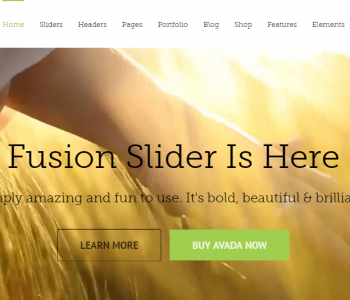 Home Sliders Headers Pages Portfolio Blog Shop Features Elements
Fusion Slider Is Here
ply amazing and fun to use. It's bold, beautiful & brillia
LEARN MORE BUY AVADA NOW